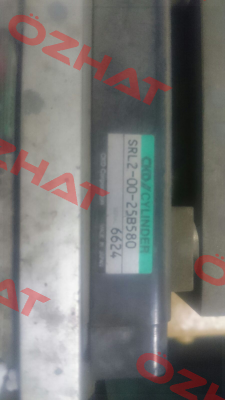 ÖZHAT
CKD // CYLINDER
SRL2-00-25B580
6624
ÖZHAT
ÖZHAT